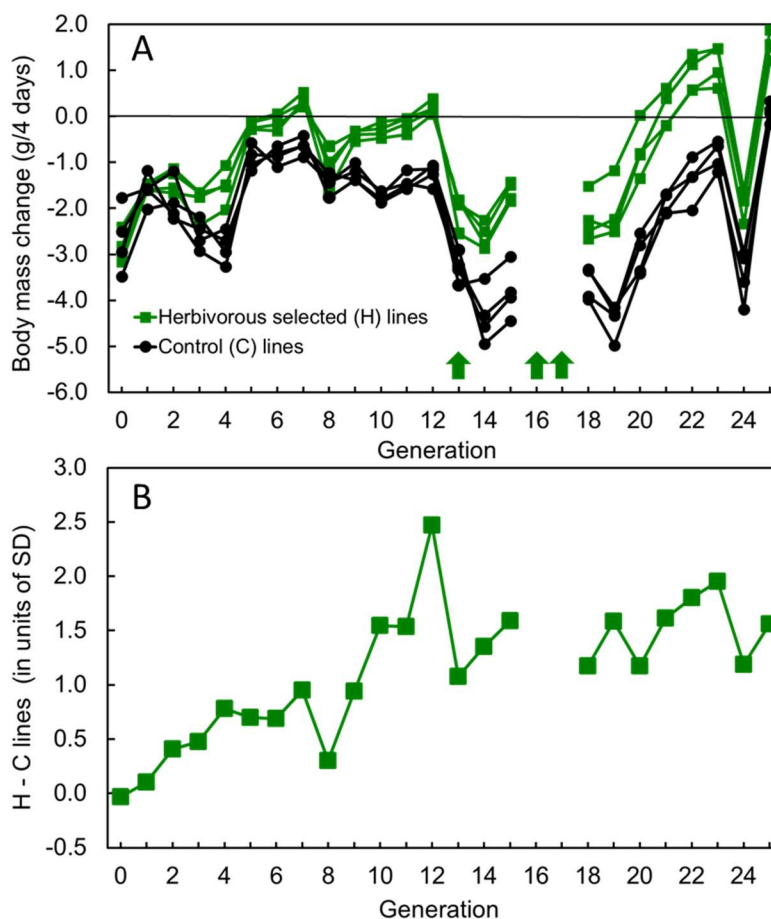 A
2.0
1.0
0.0
-1.0
-2.0
-3.0
-4.0
-5.0
-6.0
Body mass change (g/4 days)
Herbivorous selected (H) lines
Control (C) lines
0 2 4 6 8 10 12 14 16 18 20 22 24
Generation
B
3.0
2.5
2.0
1.5
1.0
0.5
0.0
-0.5
H - C lines (in units of SD)
0 2 4 6 8 10 12 14 16 18 20 22 24
Generation